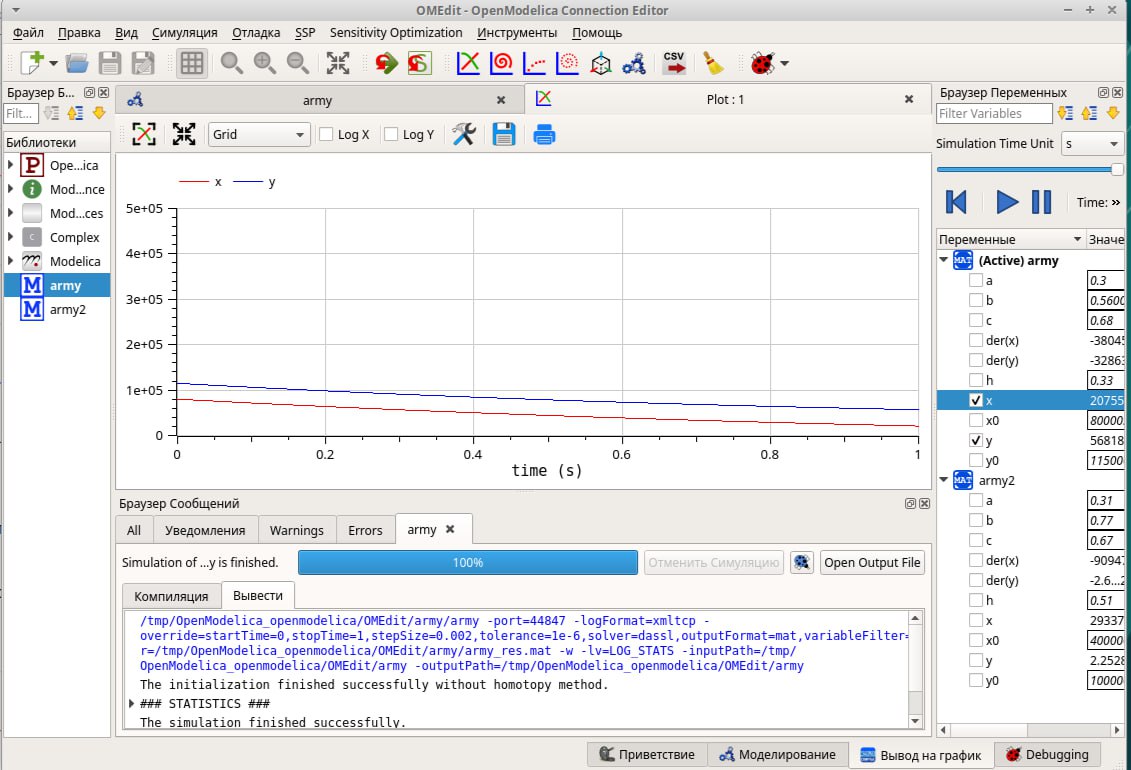 OMEdit - OpenModelica Connection Editor
Файл Правка Вид Симуляция Отладка SSP Sensitivity Optimization Инструменты Помощь
CSV
Браузер Б...
Filt...
Библиотеки
P Ope...ica
i Mod...nce
Mod...ces
C Complex
Modelica
M army
M army2
army
Plot : 1
Grid Log X Log Y
x y
5e+05
4e+05
3e+05
2e+05
1e+05
0
0 0.2 0.4 0.6 0.8 1
time (s)
Браузер Сообщений
All Уведомления Warnings Errors army
Simulation of ...y is finished. 100% Отменить Симуляцию Open Output File
Компиляция Вывести
/tmp/OpenModelica_openmodelica/OMEdit/army/army -port=44847 -logFormat=xmltcp -
override=startTime=0,stopTime=1,stepSize=0.002,tolerance=1e-6,solver=dassl,outputFormat=mat,variableFilter=
r=/tmp/OpenModelica_openmodelica/OMEdit/army/army_res.mat -w -lv=LOG_STATS -inputPath=/tmp/
OpenModelica_openmodelica/OMEdit/army -outputPath=/tmp/OpenModelica_openmodelica/OMEdit/army
The initialization finished successfully without homotopy method.
### STATISTICS ###
The simulation finished successfully.
Браузер Переменных
Filter Variables
Simulation Time Unit s
Time: »
Переменные Значе
MAT (Active) army
a 0.3
b 0.5600
c 0.68
der(x) -38045
der(y) -32863
h 0.33
x 20755
x0 80000
y 56818
y0 11500
MAT army2
a 0.31
b 0.77
c 0.67
der(x) -90947
der(y) -2.6...2
h 0.51
x 29337
x0 40000
y 2.2528
y0 10000
Приветствие Моделирование Вывод на график Debugging